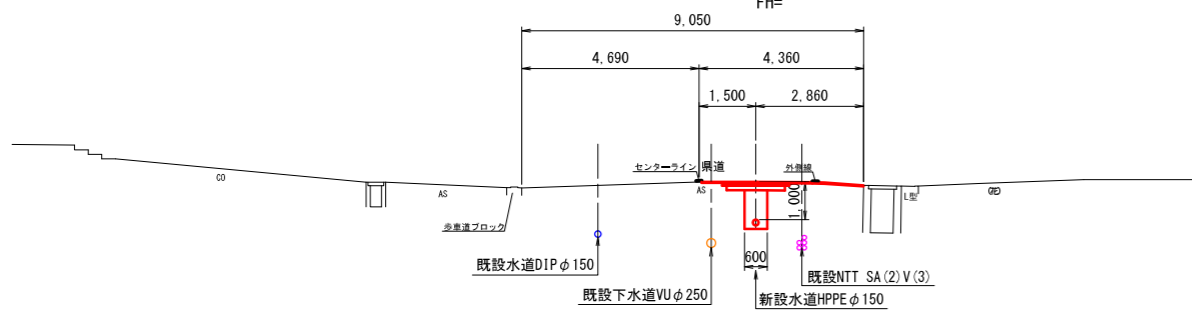 FH=
9,050
4,690
4,360
1,500
2,860
センターライン
県道
外側線
CO
AS
AS
1,000
L型
歩車道ブロック
600
既設水道DIPφ150
既設下水道VUφ250
新設水道HPPEφ150
既設NTT SA(2)V(3)